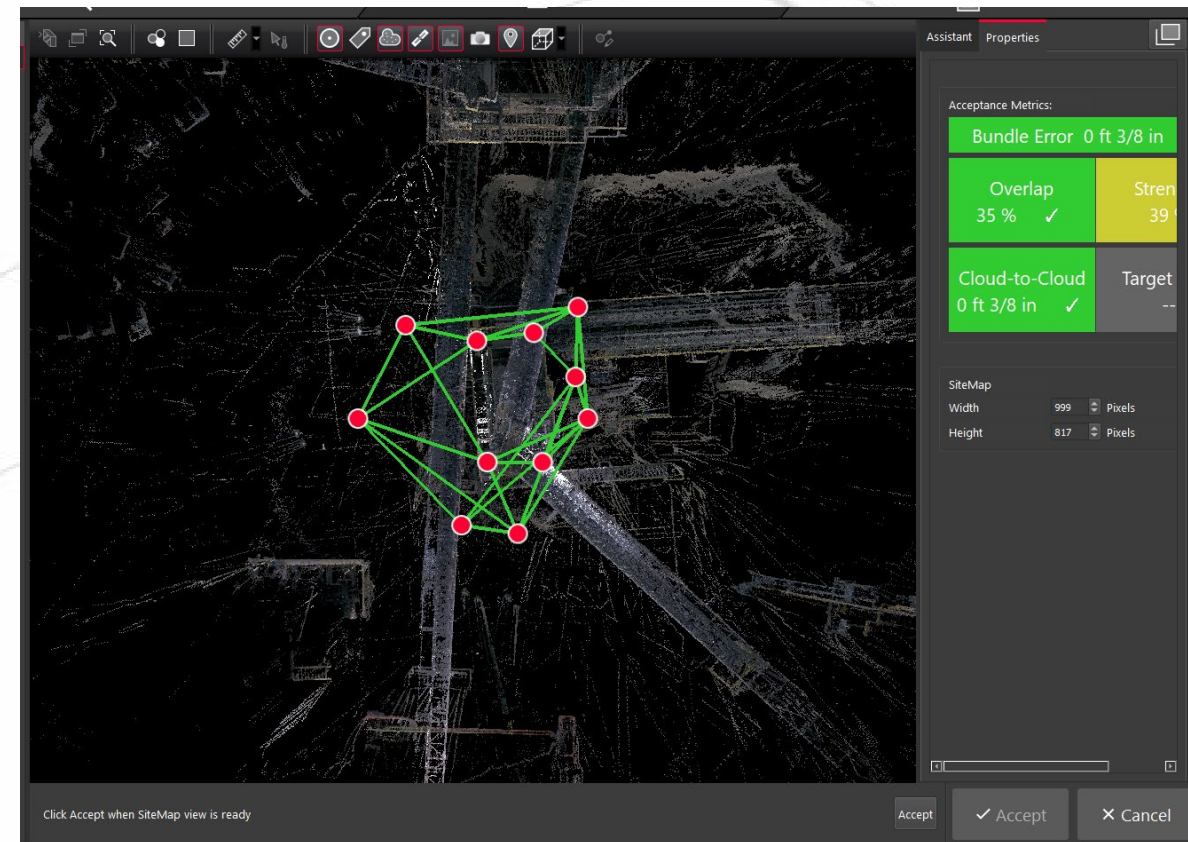 Assistant Properties
Acceptance Metrics:
Bundle Error 0 ft 3/8 in
Overlap
35 % ✓
Stren
39
Cloud-to-Cloud
0 ft 3/8 in ✓
Target
--
SiteMap
Width 999 Pixels
Height 817 Pixels
Click Accept when SiteMap view is ready
Accept
✓ Accept
✕ Cancel